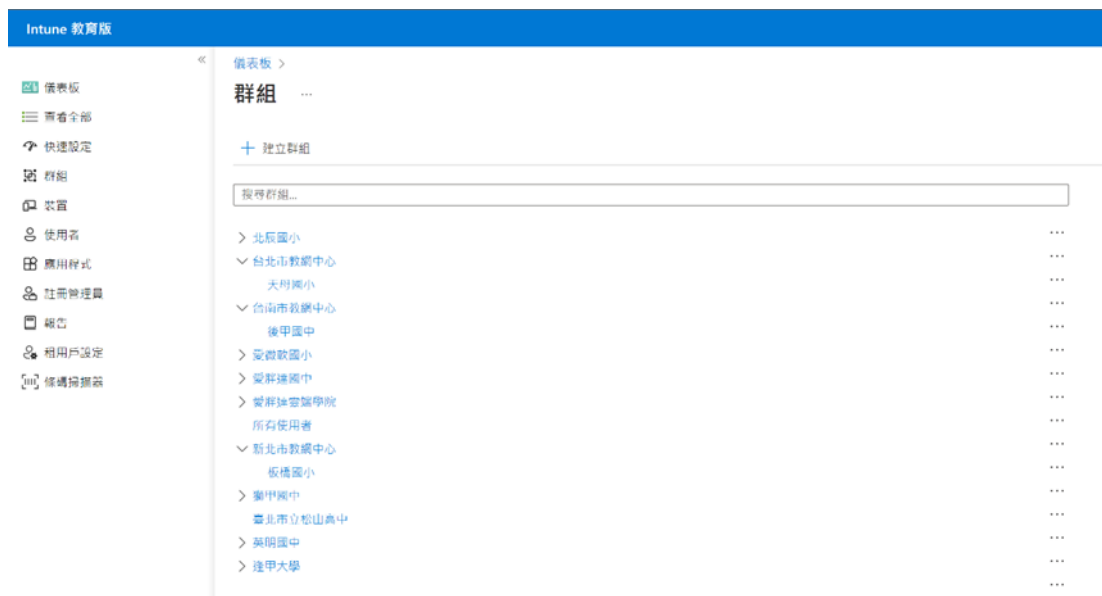 Intune 教育版
«
儀表板
查看全部
快速設定
群組
裝置
使用者
應用程式
註冊管理員
報告
租用戶設定
條碼掃描器
儀表板 >
群組 ...
+ 建立群組
搜尋群組...
北辰國小
台北市教網中心
天母國小
台南市教網中心
後甲國中
愛微軟國小
愛胖達國中
愛胖達雲端學院
所有使用者
新北市教網中心
板橋國小
獅甲國中
臺北市立松山高中
英明國中
逢甲大學